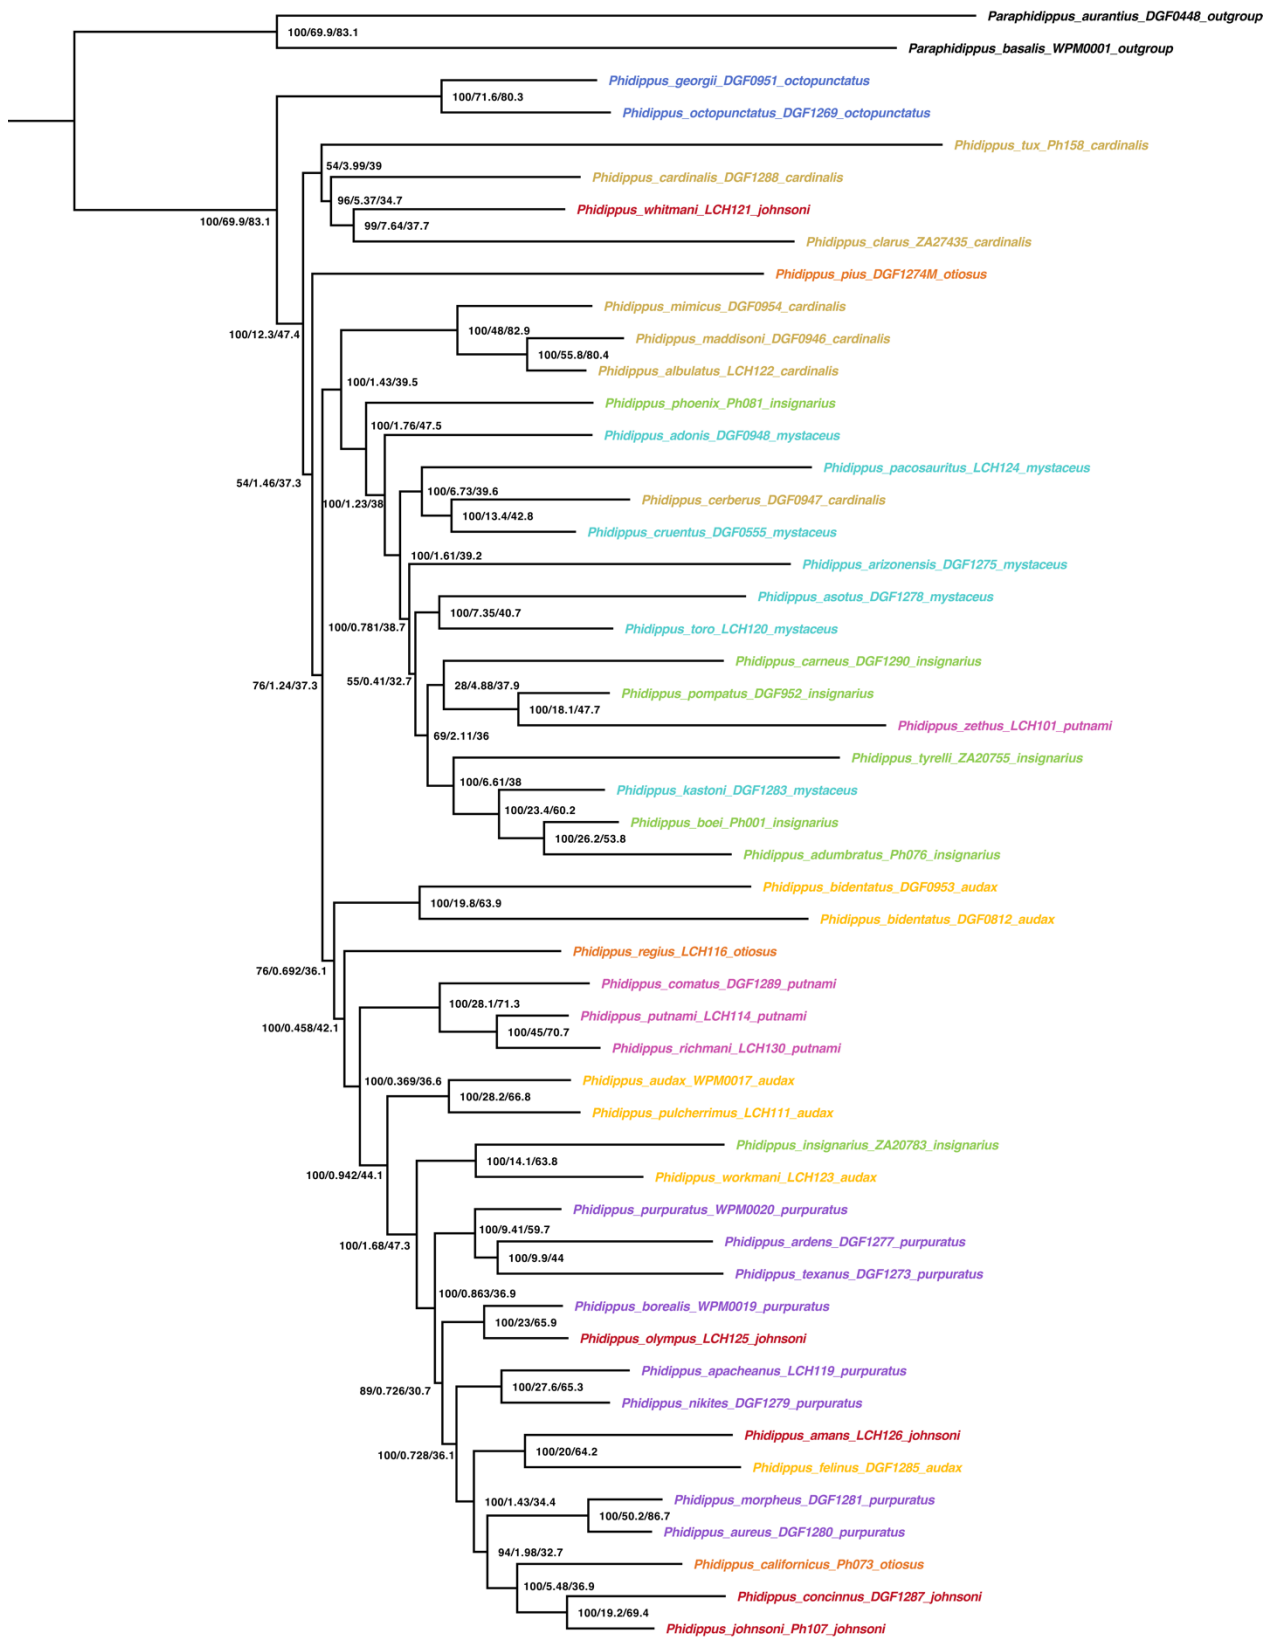 Paraphidippus_aurantius_DGF0448_outgroup
100/69.9/83.1
Paraphidippus_basalis_WPM0001_outgroup
Phidippus_georgii_DGF0951_octopunctatus
100/71.6/80.3
Phidippus_octopunctatus_DGF1269_octopunctatus
Phidippus_tux_Ph158_cardinalis
54/3.99/39
Phidippus_cardinalis_DGF1288_cardinalis
96/5.37/34.7
Phidippus_whitmani_LCH121_johnsoni
100/69.9/83.1
99/7.64/37.7
Phidippus_clarus_ZA27435_cardinalis
Phidippus_pius_DGF1274M_otiosus
Phidippus_mimicus_DGF0954_cardinalis
100/12.3/47.4
100/48/82.9
Phidippus_maddisoni_DGF0946_cardinalis
100/55.8/80.4
Phidippus_albulatus_LCH122_cardinalis
100/1.43/39.5
Phidippus_phoenix_Ph081_insignarius
100/1.76/47.5
Phidippus_adonis_DGF0948_mystaceus
Phidippus_pacosauritus_LCH124_mystaceus
54/1.46/37.3
100/6.73/39.6
100/1.23/38
Phidippus_cerberus_DGF0947_cardinalis
100/13.4/42.8
Phidippus_cruentus_DGF0555_mystaceus
100/1.61/39.2
Phidippus_arizonensis_DGF1275_mystaceus
Phidippus_asotus_DGF1278_mystaceus
100/7.35/40.7
100/0.781/38.7
Phidippus_toro_LCH120_mystaceus
Phidippus_carneus_DGF1290_insignarius
55/0.41/32.7
76/1.24/37.3
28/4.88/37.9
Phidippus_pompatus_DGF952_insignarius
100/18.1/47.7
Phidippus_zethus_LCH101_putnami
69/2.11/36
Phidippus_tyrelli_ZA20755_insignarius
100/6.61/38
Phidippus_kastoni_DGF1283_mystaceus
100/23.4/60.2
Phidippus_boei_Ph001_insignarius
100/26.2/53.8
Phidippus_adumbratus_Ph076_insignarius
Phidippus_bidentatus_DGF0953_audax
100/19.8/63.9
Phidippus_bidentatus_DGF0812_audax
Phidippus_regius_LCH116_otiosus
76/0.692/36.1
Phidippus_comatus_DGF1289_putnami
100/28.1/71.3
Phidippus_putnami_LCH114_putnami
100/0.458/42.1
100/45/70.7
Phidippus_richmani_LCH130_putnami
100/0.369/36.6
Phidippus_audax_WPM0017_audax
100/28.2/66.8
Phidippus_pulcherrimus_LCH111_audax
Phidippus_insignarius_ZA20783_insignarius
100/14.1/63.8
100/0.942/44.1
Phidippus_workmani_LCH123_audax
Phidippus_purpuratus_WPM0020_purpuratus
100/9.41/59.7
Phidippus_ardens_DGF1277_purpuratus
100/1.68/47.3
100/9.9/44
Phidippus_texanus_DGF1273_purpuratus
100/0.863/36.9
Phidippus_borealis_WPM0019_purpuratus
100/23/65.9
Phidippus_olympus_LCH125_johnsoni
Phidippus_apacheanus_LCH119_purpuratus
89/0.726/30.7
100/27.6/65.3
Phidippus_nikites_DGF1279_purpuratus
Phidippus_amans_LCH126_johnsoni
100/0.728/36.1
100/20/64.2
Phidippus_felinus_DGF1285_audax
100/1.43/34.4
Phidippus_morpheus_DGF1281_purpuratus
100/50.2/86.7
Phidippus_aureus_DGF1280_purpuratus
94/1.98/32.7
Phidippus_californicus_Ph073_otiosus
100/5.48/36.9
Phidippus_concinnus_DGF1287_johnsoni
100/19.2/69.4
Phidippus_johnsoni_Ph107_johnsoni